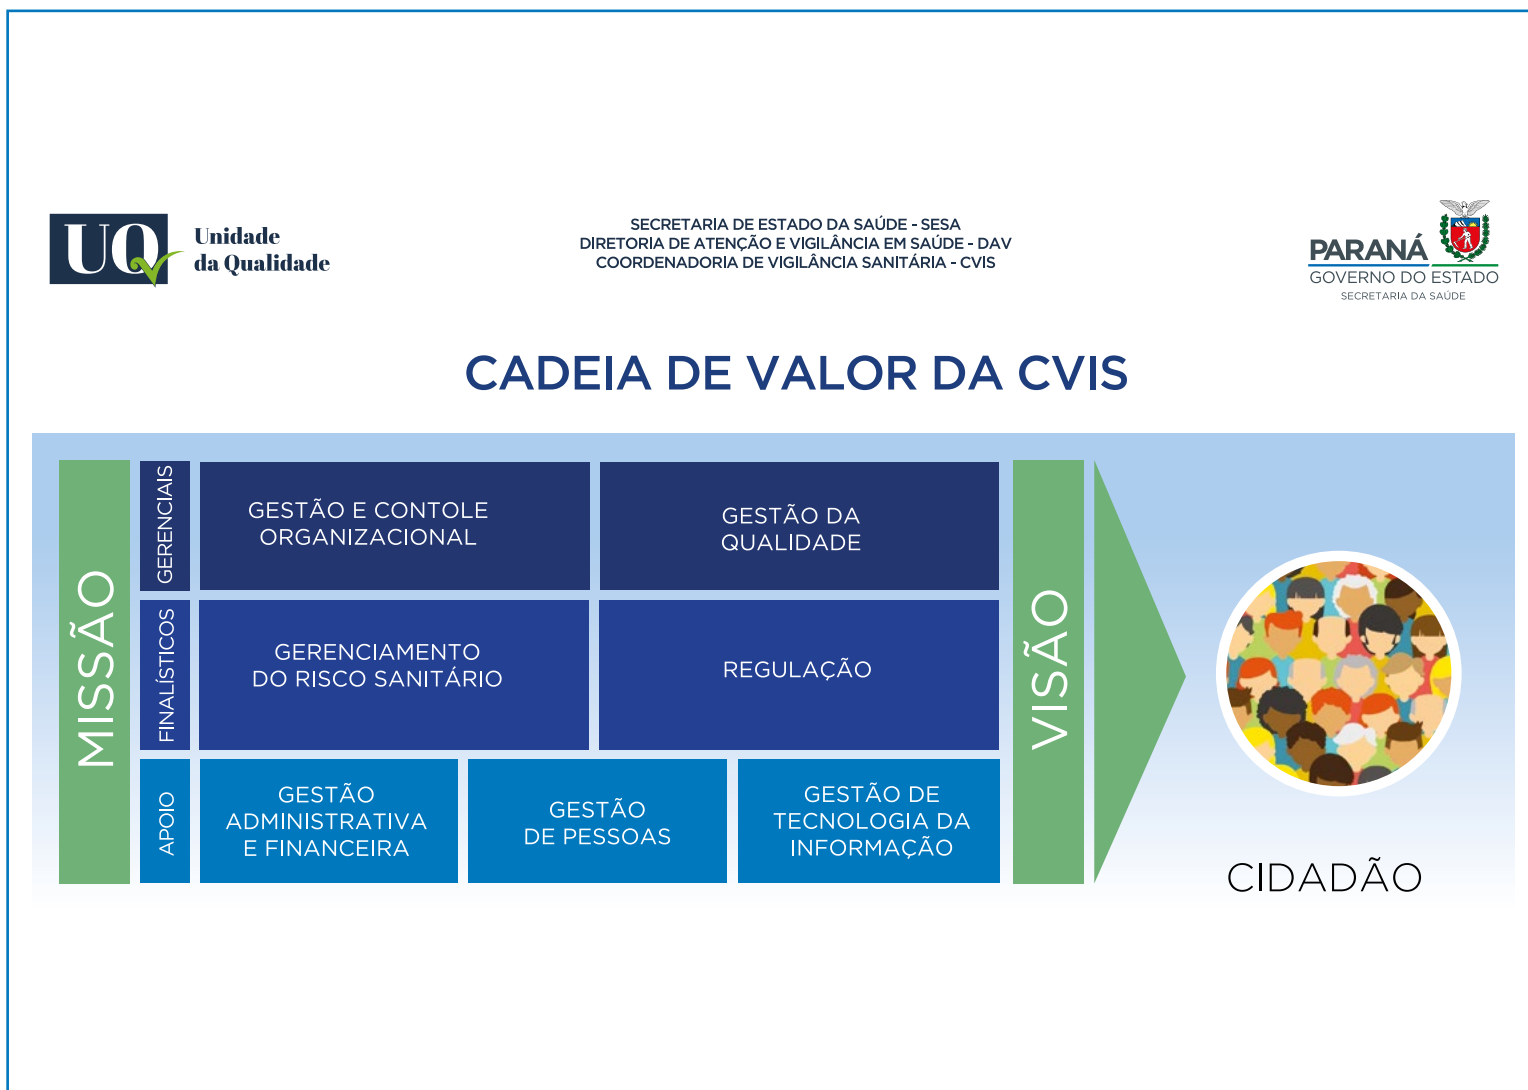 UQ
Unidade
da Qualidade
SECRETARIA DE ESTADO DA SAÚDE - SESA
DIRETORIA DE ATENÇÃO E VIGILÂNCIA EM SAÚDE - DAV
COORDENADORIA DE VIGILÂNCIA SANITÁRIA - CVIS
PARANÁ
GOVERNO DO ESTADO
SECRETARIA DA SAÚDE
CADEIA DE VALOR DA CVIS
MISSÃO
GERENCIAIS
GESTÃO E CONTOLE
ORGANIZACIONAL
GESTÃO DA
QUALIDADE
FINALÍSTICOS
GERENCIAMENTO
DO RISCO SANITÁRIO
REGULAÇÃO
APOIO
GESTÃO
ADMINISTRATIVA
E FINANCEIRA
GESTÃO
DE PESSOAS
GESTÃO DE
TECNOLOGIA DA
INFORMAÇÃO
VISÃO
CIDADÃO